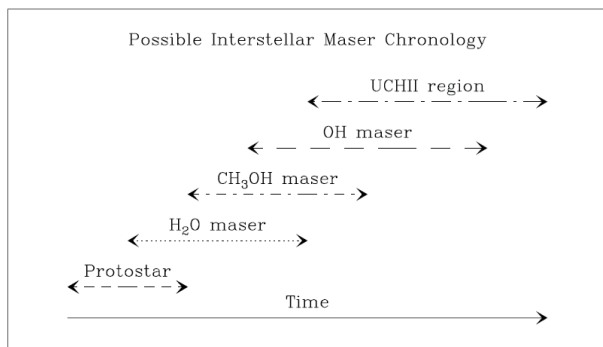 Possible Interstellar Maser Chronology
UCHII region
OH maser
CH₃OH maser
H₂O maser
Protostar
Time